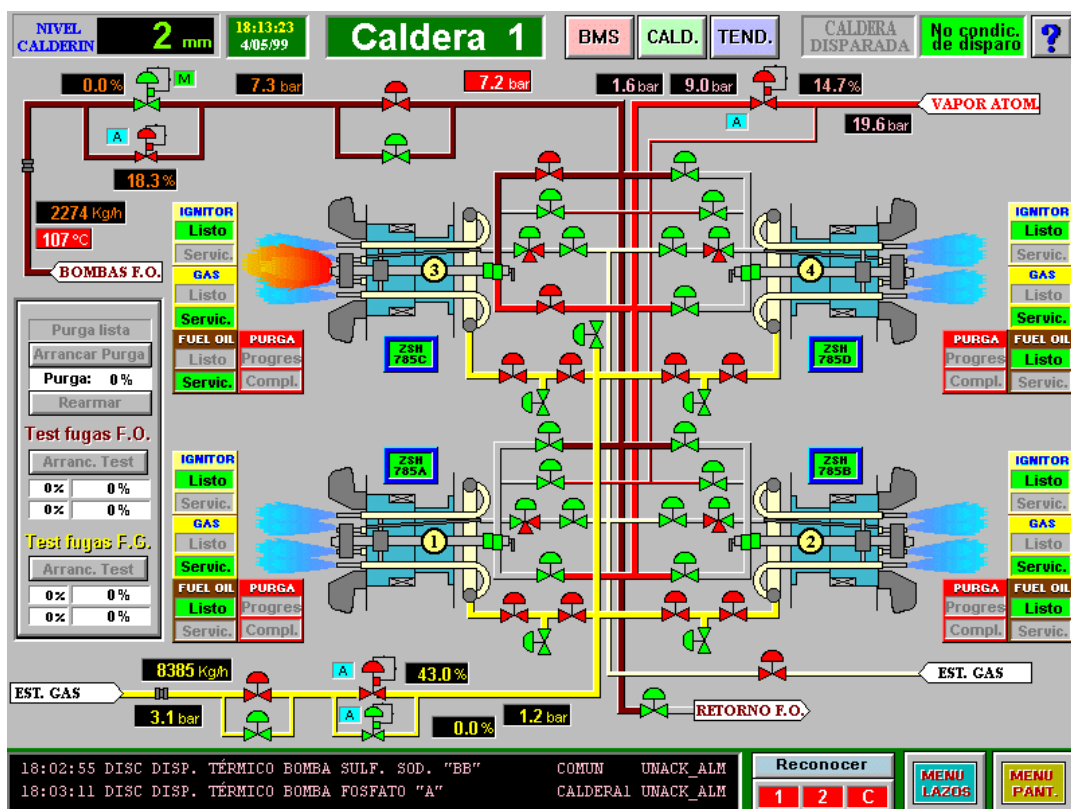 NIVEL
CALDERIN
2 mm
18:13:23
4/05/99
Caldera 1
BMS
CALD.
TEND.
CALDERA
DISPARADA
No condic.
de disparo
?
0.0 %
M
7.3 bar
7.2 bar
1.6 bar
9.0 bar
14.7 %
VAPOR ATOM.
A
A
19.6 bar
18.3 %
2274 Kg/h
107 ºC
BOMBAS F.O.
IGNITOR
Listo
Servic.
GAS
Listo
Servic.
FUEL OIL
Listo
Servic.
PURGA
Progres
Compl.
3
4
ZSH
785C
ZSH
785D
IGNITOR
Listo
Servic.
GAS
Listo
Servic.
PURGA
Progres
Compl.
FUEL OIL
Listo
Servic.
Purga lista
Arrancar Purga
Purga: 0 %
Rearmar
Test fugas F.O.
Arranc. Test
0% 0 %
0% 0 %
Test fugas F.G.
Arranc. Test
0% 0 %
0% 0 %
IGNITOR
Listo
Servic.
GAS
Listo
Servic.
FUEL OIL
Listo
Servic.
PURGA
Progres
Compl.
ZSH
785A
ZSH
785B
1
2
IGNITOR
Listo
Servic.
GAS
Listo
Servic.
PURGA
Progres
Compl.
FUEL OIL
Listo
Servic.
8385 Kg/h
A
43.0 %
EST. GAS
EST. GAS
3.1 bar
A
0.0 %
1.2 bar
RETORNO F.O.
18:02:55 DISC DISP. TÉRMICO BOMBA SULF. SOD. "BB" COMUN UNACK_ALM
18:03:11 DISC DISP. TÉRMICO BOMBA FOSFATO "A" CALDERA1 UNACK_ALM
Reconocer
1 2 C
MENU
LAZOS
MENU
PANT.